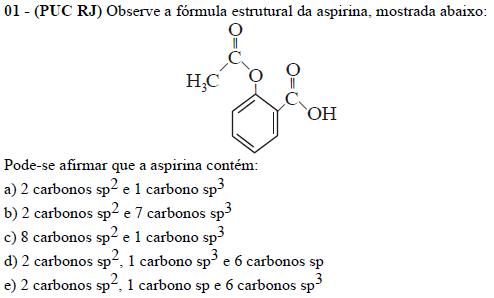 01 - (PUC RJ) Observe a fórmula estrutural da aspirina, mostrada abaixo:
O
C
O
O
H₃C
C
OH
Pode-se afirmar que a aspirina contém:
a) 2 carbonos sp² e 1 carbono sp³
b) 2 carbonos sp² e 7 carbonos sp³
c) 8 carbonos sp² e 1 carbono sp³
d) 2 carbonos sp², 1 carbono sp³ e 6 carbonos sp
e) 2 carbonos sp², 1 carbono sp e 6 carbonos sp³